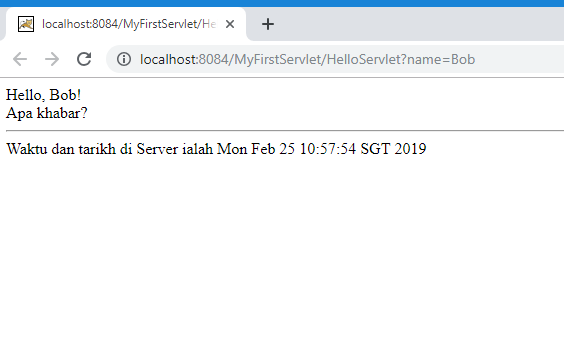 localhost:8084/MyFirstServlet/He
localhost:8084/MyFirstServlet/HelloServlet?name=Bob
Hello, Bob!
Apa khabar?
Waktu dan tarikh di Server ialah Mon Feb 25 10:57:54 SGT 2019